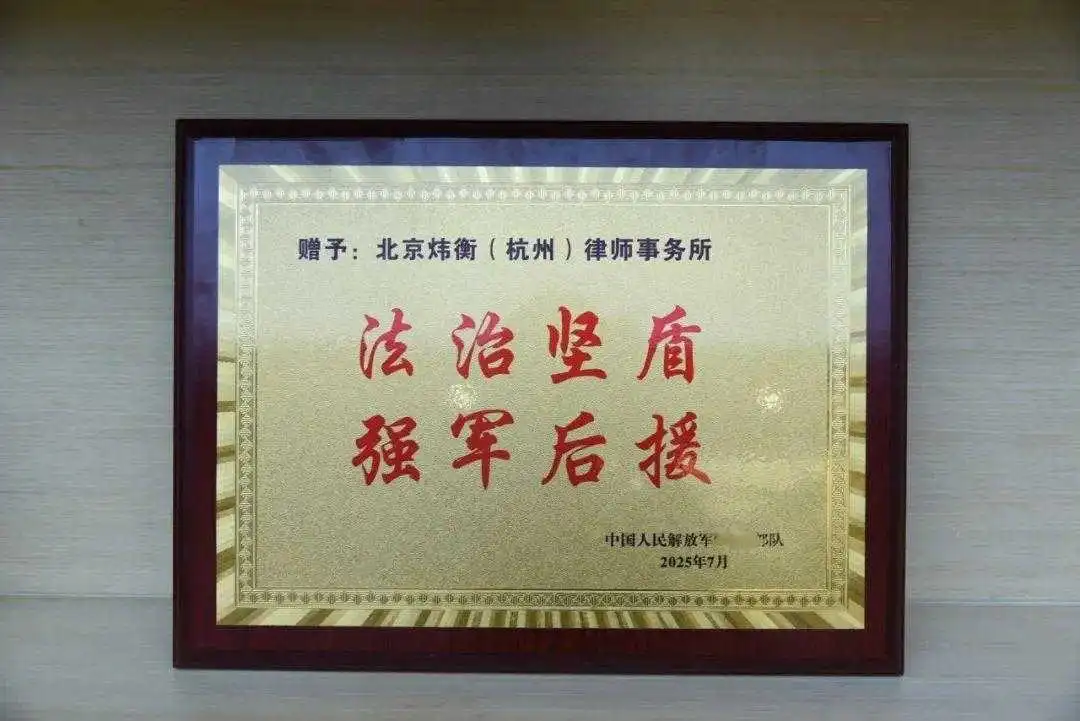 赠予：北京炜衡（杭州）律师事务所
法治坚盾
强军后援
中国人民解放军 部队
2025年7月